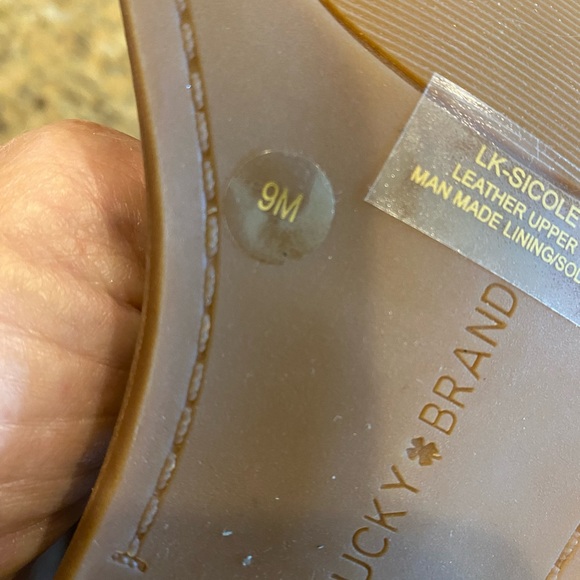 9M
LK-SICOLE
LEATHER UPPER
MAN MADE LINING/SOL
UCKY BRAND